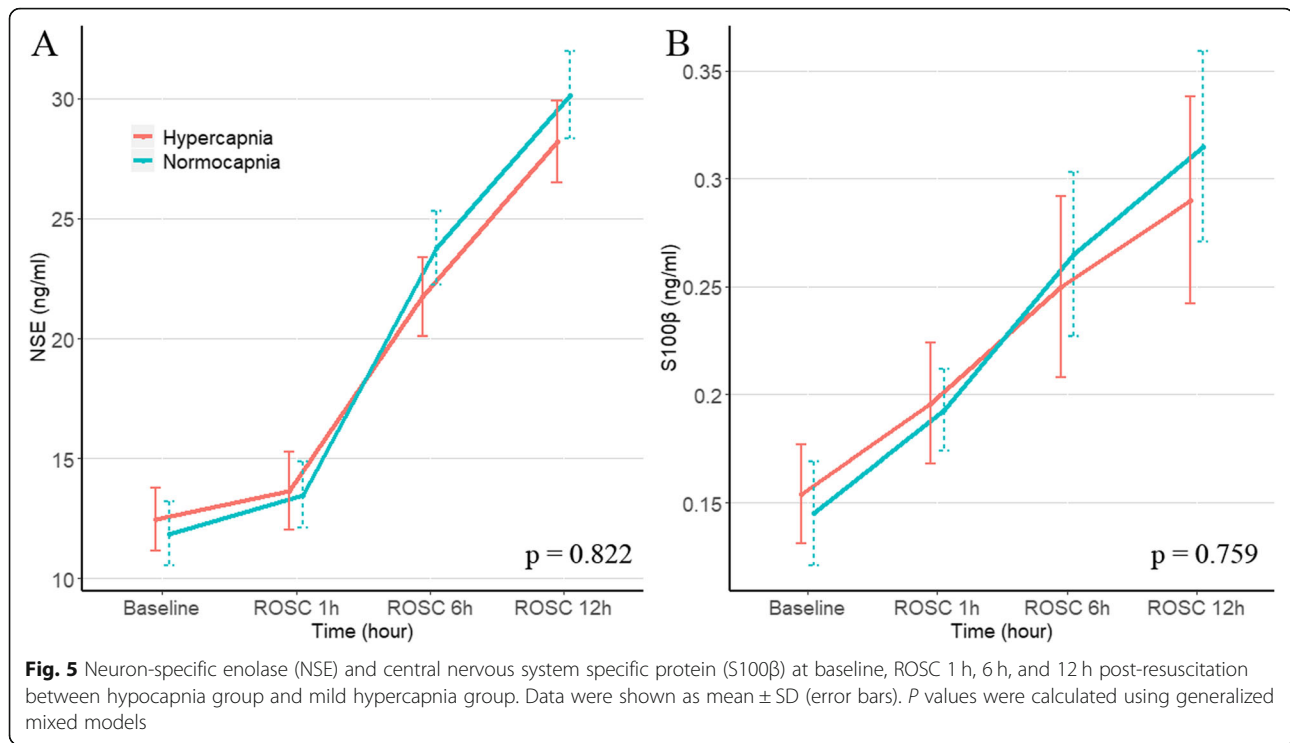 A
30
25
20
15
10
NSE (ng/ml)
Hypercapnia
Normocapnia
p = 0.822
Baseline
ROSC 1h
ROSC 6h
ROSC 12h
Time (hour)
B
0.35
0.3
0.25
0.2
0.15
S100β (ng/ml)
p = 0.759
Baseline
ROSC 1h
ROSC 6h
ROSC 12h
Time (hour)
Fig. 5 Neuron-specific enolase (NSE) and central nervous system specific protein (S100β) at baseline, ROSC 1 h, 6 h, and 12 h post-resuscitation
between hypocapnia group and mild hypercapnia group. Data were shown as mean ± SD (error bars). P values were calculated using generalized
mixed models